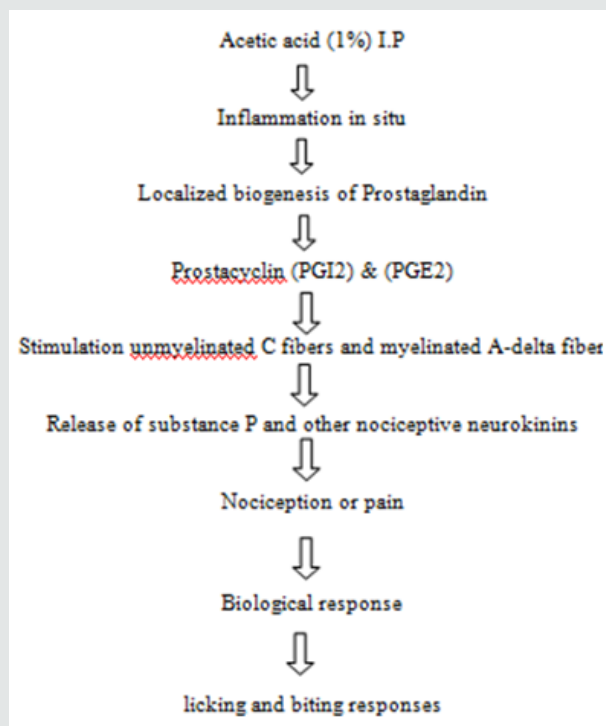 Acetic acid (1%) I.P
Inflammation in situ
Localized biogenesis of Prostaglandin
Prostacyclin (PGI2) & (PGE2)
Stimulation unmyelinated C fibers and myelinated A-delta fiber
Release of substance P and other nociceptive neurokinins
Nociception or pain
Biological response
licking and biting responses